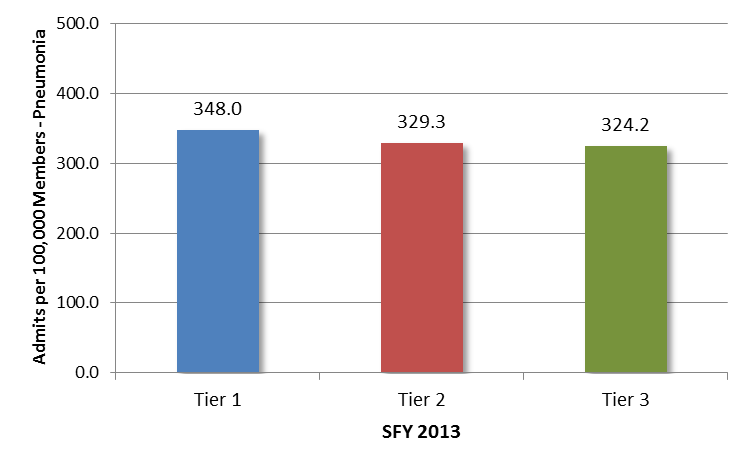 Admits per 100,000 Members - Pneumonia
500.0
400.0
300.0
200.0
100.0
0.0
348.0
329.3
324.2
Tier 1
Tier 2
Tier 3
SFY 2013